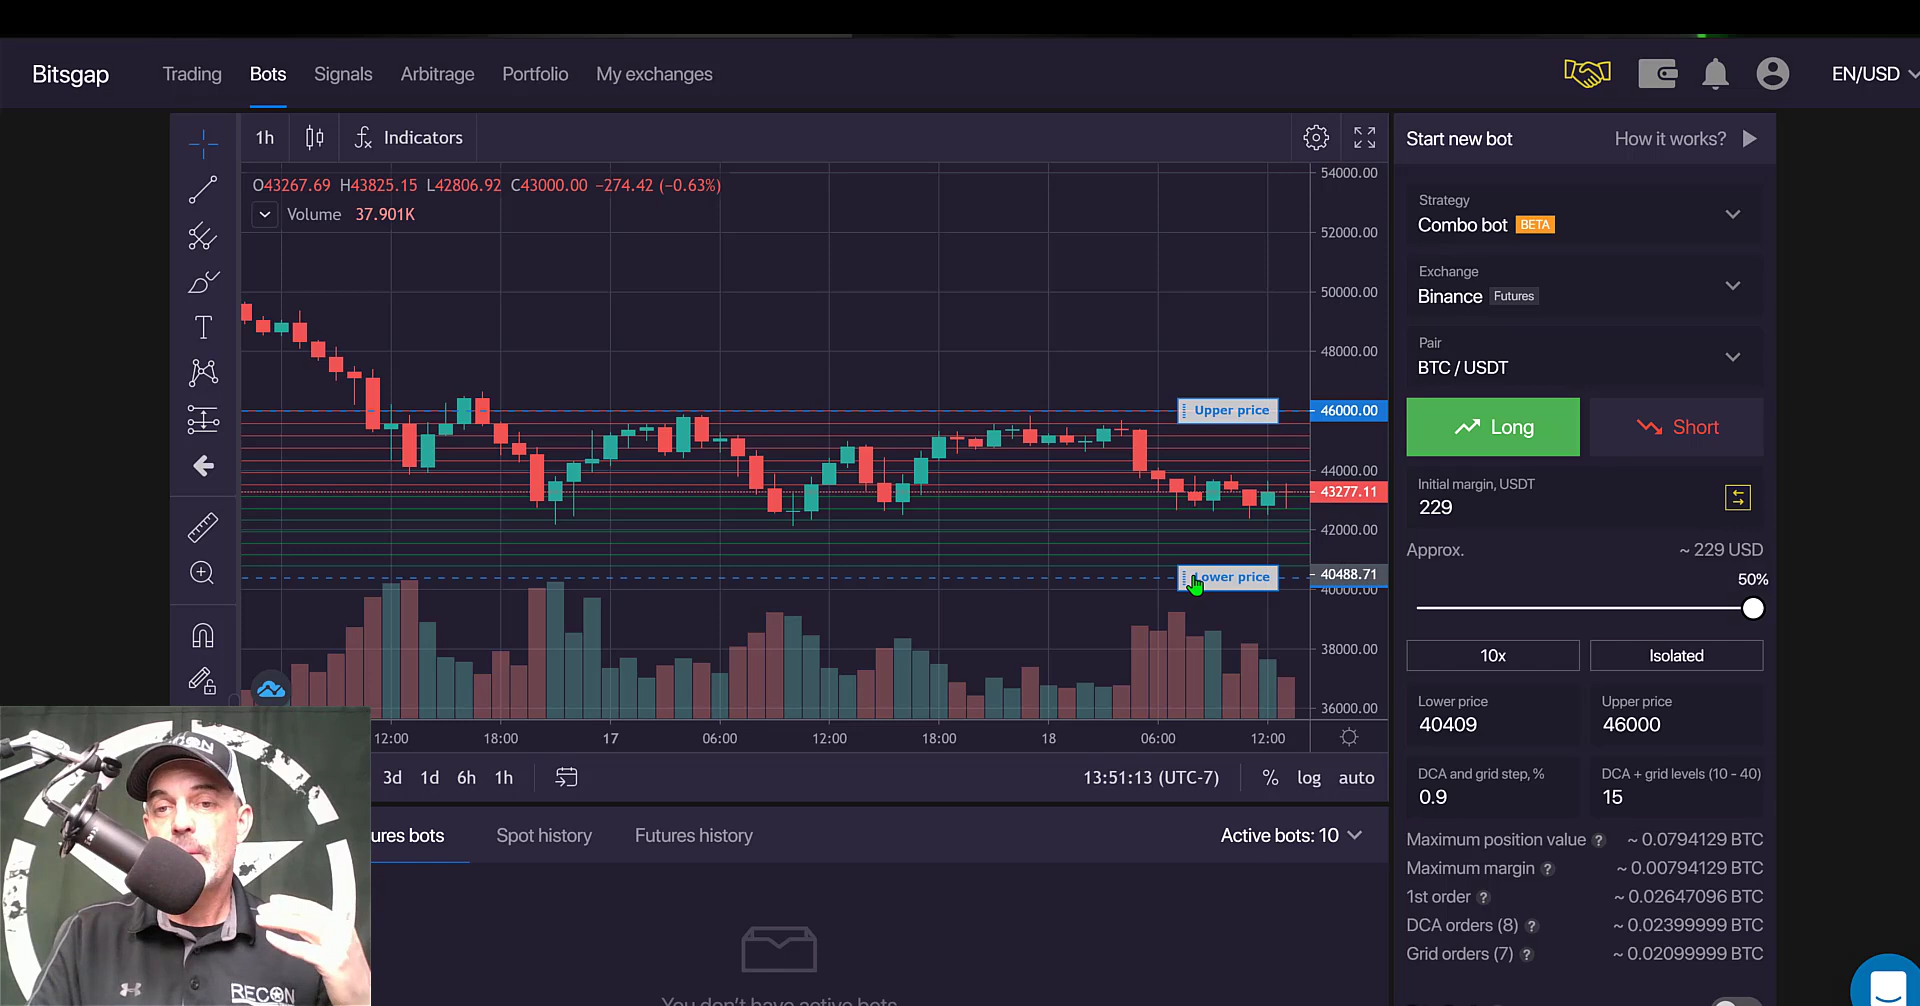 Bitsgap Trading Bots Signals Arbitrage Portfolio My exchanges EN/USD
1h Indicators
O43267.69 H43825.15 L42806.92 C43000.00 −274.42 (−0.63%)
Volume 37.901K
Upper price
Lower price
54000.00
52000.00
50000.00
48000.00
46000.00
44000.00
43277.11
42000.00
40488.71
40000.00
38000.00
36000.00
12:00 18:00 17 06:00 12:00 18:00 18 06:00 12:00
3d 1d 6h 1h 13:51:13 (UTC-7) % log auto
ures bots Spot history Futures history Active bots: 10
You don't have active bots
Start new bot How it works?
Strategy
Combo bot BETA
Exchange
Binance Futures
Pair
BTC / USDT
Long Short
Initial margin, USDT
229
Approx. ~ 229 USD
50%
10x Isolated
Lower price Upper price
40409 46000
DCA and grid step, % DCA + grid levels (10 - 40)
0.9 15
Maximum position value ? ~ 0.0794129 BTC
Maximum margin ? ~ 0.00794129 BTC
1st order ? ~ 0.02647096 BTC
DCA orders (8) ? ~ 0.02399999 BTC
Grid orders (7) ? ~ 0.02099999 BTC
RECON
RECON